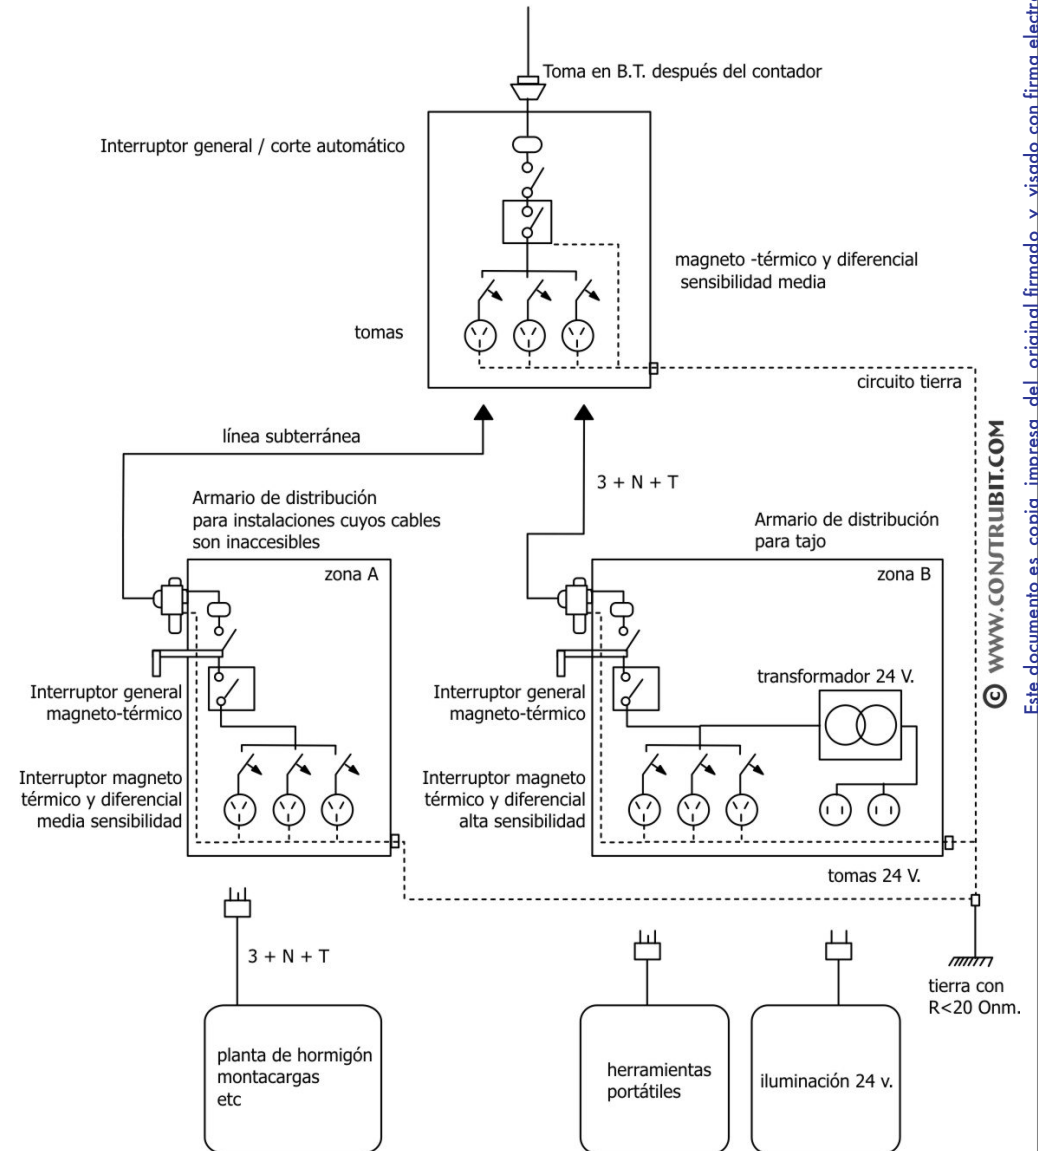 Toma en B.T. después del contador
Interruptor general / corte automático
magneto -térmico y diferencial
sensibilidad media
tomas
circuito tierra
línea subterránea
3 + N + T
Armario de distribución
para instalaciones cuyos cables
son inaccesibles
Armario de distribución
para tajo
zona A
zona B
transformador 24 V.
Interruptor general
magneto-térmico
Interruptor general
magneto-térmico
Interruptor magneto
térmico y diferencial
media sensibilidad
Interruptor magneto
térmico y diferencial
alta sensibilidad
tomas 24 V.
3 + N + T
tierra con
R<20 Onm.
planta de hormigón
montacargas
etc
herramientas
portátiles
iluminación 24 v.
© WWW.CONSTRUBIT.COM
Este documento es copia impresa del original firmado y visado con firma electr